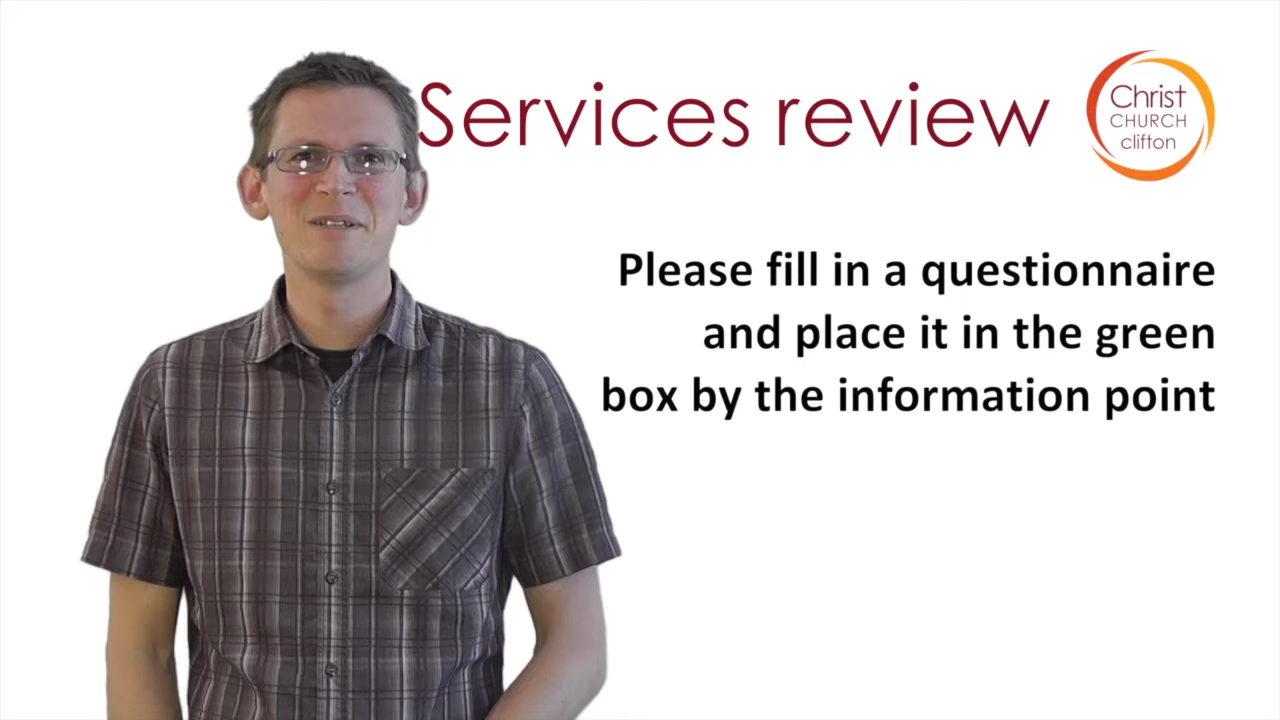 Services review
Christ
CHURCH
clifton
Please fill in a questionnaire
and place it in the green
box by the information point